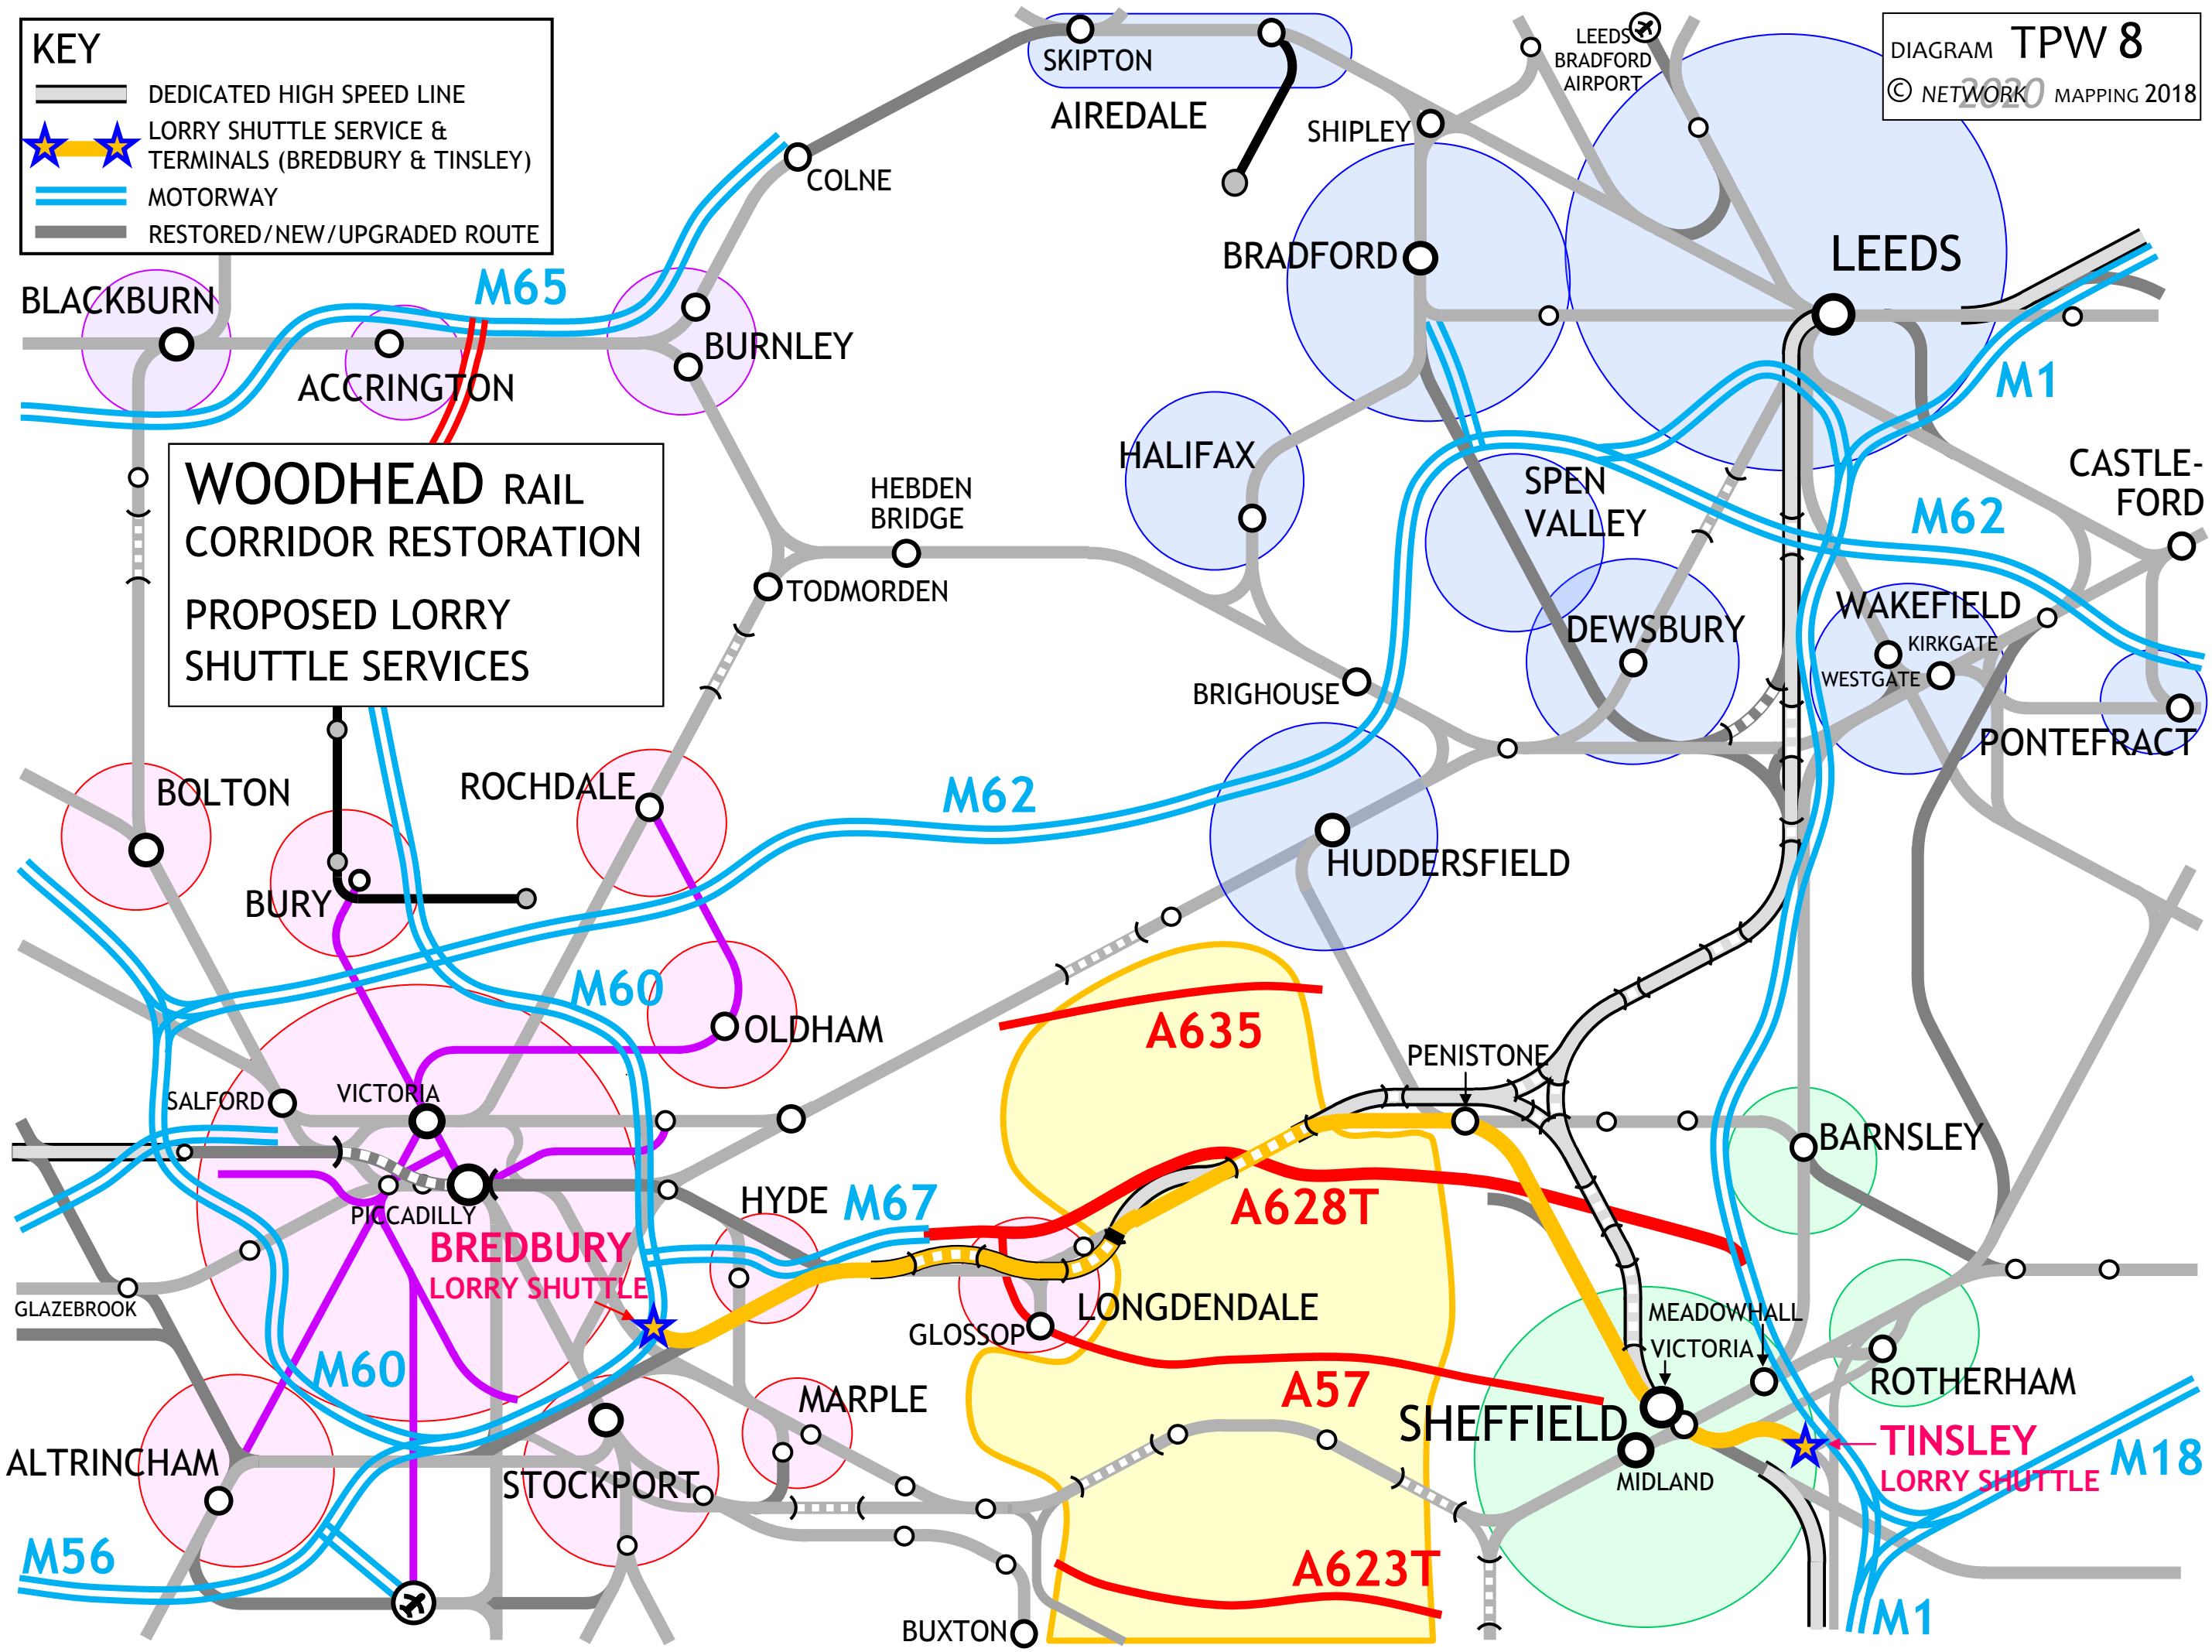 KEY
DEDICATED HIGH SPEED LINE
LORRY SHUTTLE SERVICE &
TERMINALS (BREDBURY & TINSLEY)
MOTORWAY
RESTORED/NEW/UPGRADED ROUTE
DIAGRAM TPW 8
© NETWORK 2020 MAPPING 2018
SKIPTON
AIREDALE
SHIPLEY
LEEDS
BRADFORD
AIRPORT
COLNE
BRADFORD
LEEDS
M65
BLACKBURN
ACCRINGTON
BURNLEY
M1
HALIFAX
SPEN
VALLEY
CASTLE-
FORD
M62
WOODHEAD RAIL
CORRIDOR RESTORATION
PROPOSED LORRY
SHUTTLE SERVICES
HEBDEN
BRIDGE
TODMORDEN
DEWSBURY
WAKEFIELD
KIRKGATE
WESTGATE
BRIGHOUSE
PONTEFRACT
BOLTON
ROCHDALE
M62
HUDDERSFIELD
BURY
M60
OLDHAM
A635
PENISTONE
SALFORD
VICTORIA
BARNSLEY
PICCADILLY
HYDE
M67
A628T
BREDBURY
LORRY SHUTTLE
GLAZEBROOK
LONGDENDALE
GLOSSOP
MEADOWHALL
VICTORIA
M60
A57
ROTHERHAM
MARPLE
SHEFFIELD
MIDLAND
TINSLEY
LORRY SHUTTLE
M18
ALTRINCHAM
STOCKPORT
M56
A623T
BUXTON
M1